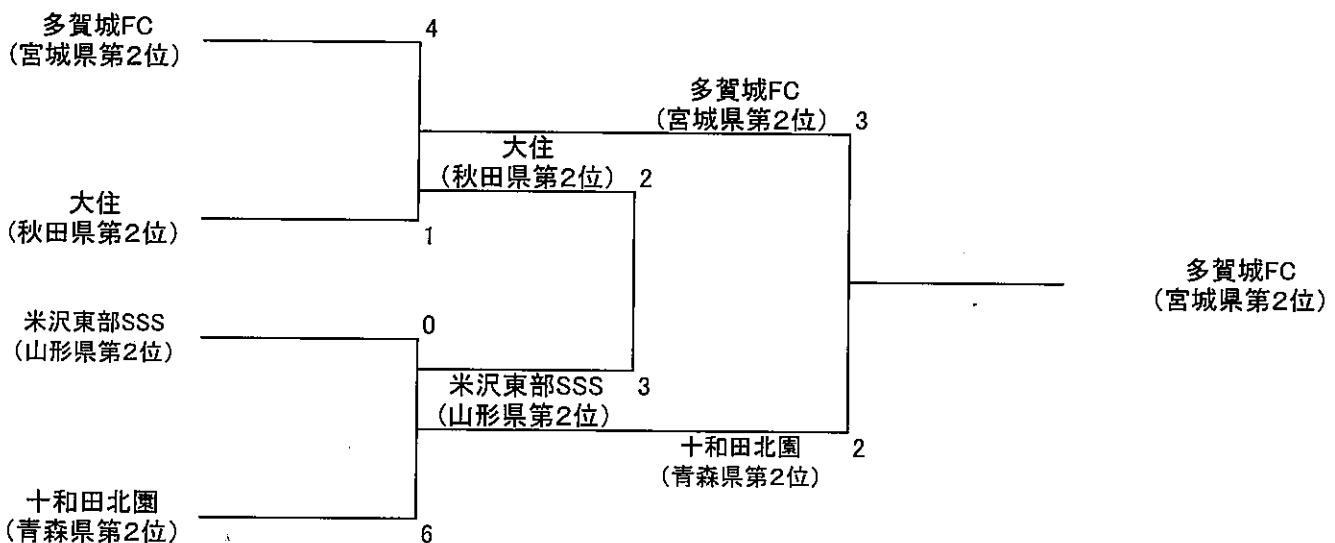 多賀城FC
(宮城県第2位)
4
大住
(秋田県第2位)
1
米沢東部SSS
(山形県第2位)
0
十和田北園
(青森県第2位)
6
多賀城FC
(宮城県第2位)
3
大住
(秋田県第2位)
2
米沢東部SSS
(山形県第2位)
3
十和田北園
(青森県第2位)
2
多賀城FC
(宮城県第2位)